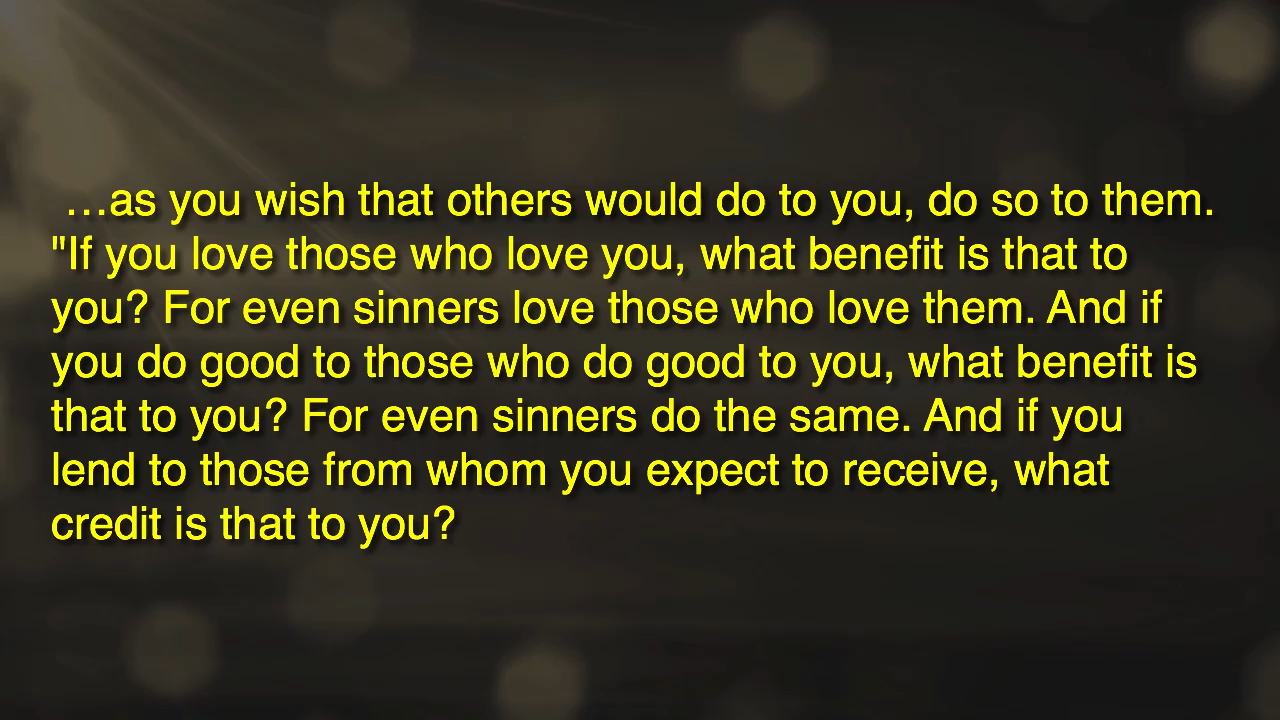 …as you wish that others would do to you, do so to them.
"If you love those who love you, what benefit is that to
you? For even sinners love those who love them. And if
you do good to those who do good to you, what benefit is
that to you? For even sinners do the same. And if you
lend to those from whom you expect to receive, what
credit is that to you?